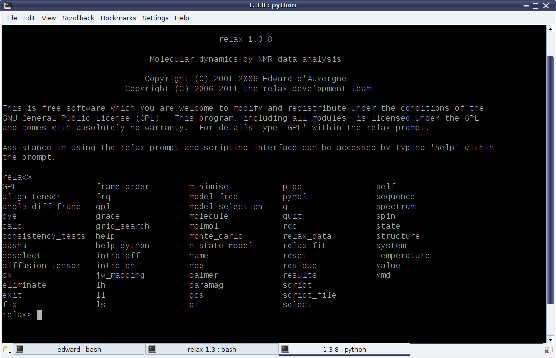 1.3.8 : python
File Edit View Scrollback Bookmarks Settings Help
relax 1.3.8
Molecular dynamics by NMR data analysis
Copyright (C) 2001-2006 Edward d'Auvergne
Copyright (C) 2006-2011 the relax development team
This is free software which you are welcome to modify and redistribute under the conditions of the
GNU General Public License (GPL). This program, including all modules, is licensed under the GPL
and comes with absolutely no warranty. For details type 'GPL' within the relax prompt.
Assistance in using the relax prompt and scripting interface can be accessed by typing 'help' within
the prompt.
relax>
GPL frame_order minimise pipe self
align_tensor frq model_free pymol sequence
angle_diff_frame gpl model_selection q spectrum
bye grace molecule quit spin
calc grid_search molmol rdc state
consistency_tests help monte_carlo relax_data structure
dasha help_python n_state_model relax_fit system
deselect intro_off name reset temperature
diffusion_tensor intro_on noe residue value
dx jw_mapping palmer results vmd
eliminate lh paramag script
exit ll pcs script_file
fix ls pi select
relax>
edward : bash relax-1.3 : bash 1.3.8 : python